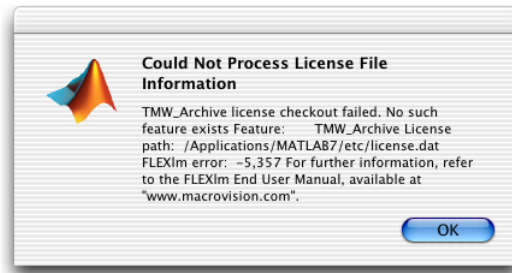 Could Not Process License File
Information
TMW_Archive license checkout failed. No such
feature exists Feature: TMW_Archive License
path: /Applications/MATLAB7/etc/license.dat
FLEXlm error: -5,357 For further information, refer
to the FLEXlm End User Manual, available at
"www.macrovision.com".
OK